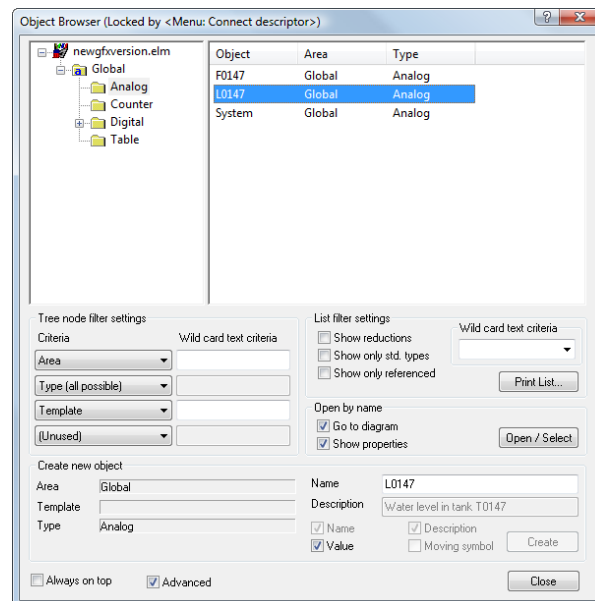 Object Browser (Locked by <Menu: Connect descriptor>)
newgfxversion.elm
Global
Analog
Counter
Digital
Table
Object Area Type
F0147 Global Analog
L0147 Global Analog
System Global Analog
Tree node filter settings
Criteria Wild card text criteria
Area
Type (all possible)
Template
(Unused)
List filter settings
Show reductions
Show only std. types
Show only referenced
Wild card text criteria
Print List...
Open by name
Go to diagram
Show properties
Open / Select
Create new object
Area Global
Template
Type Analog
Name L0147
Description Water level in tank T0147
Name Description
Value Moving symbol Create
Always on top Advanced Close